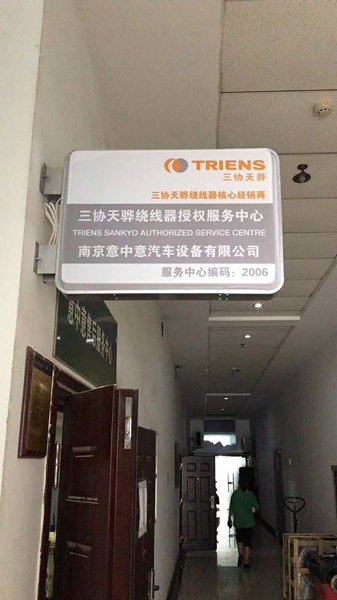 TRIENS
三协天骅
三协天骅绕线器核心经销商
三协天骅绕线器授权服务中心
TRIENS SANKYO AUTHORIZED SERVICE CENTRE
南京意中意汽车设备有限公司
服务中心编码：2006